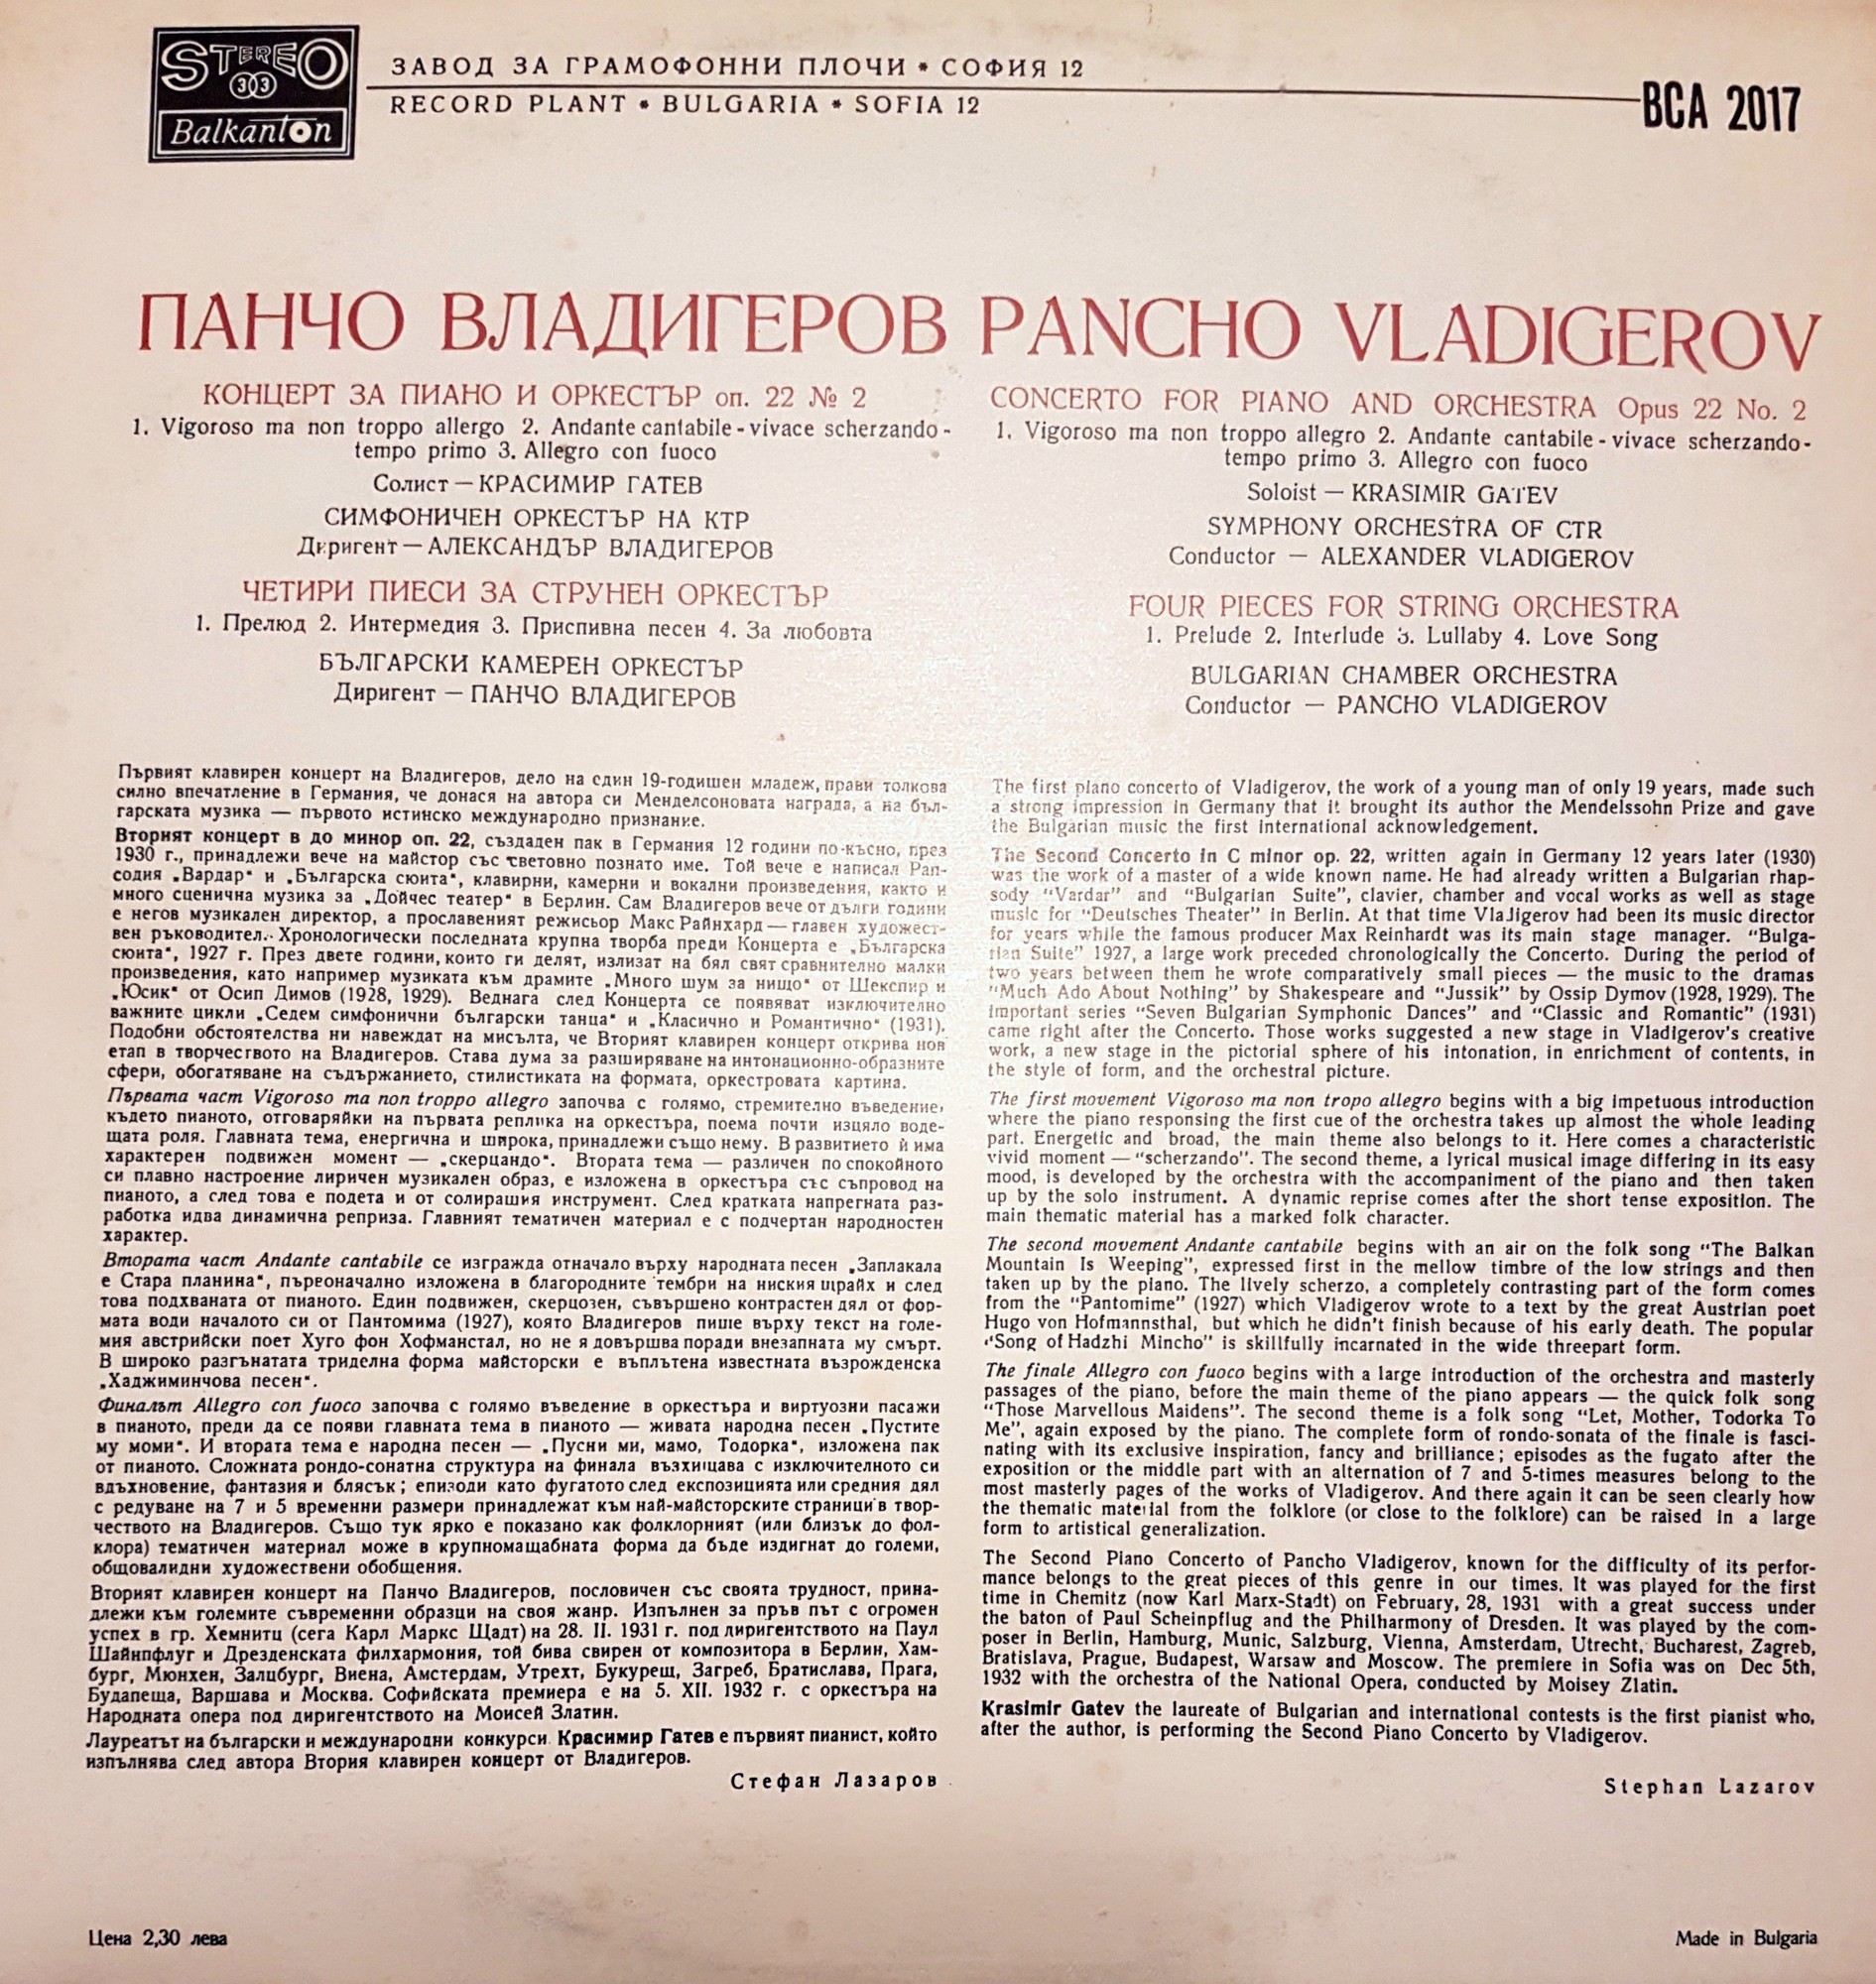 STEREO
33
Balkanton
ЗАВОД ЗА ГРАМОФОННИ ПЛОЧИ * СОФИЯ 12
RECORD PLANT * BULGARIA * SOFIA 12
ВСА 2017
ПАНЧО ВЛАДИГЕРОВ
КОНЦЕРТ ЗА ПИАНО И ОРКЕСТЪР оп. 22 № 2
1. Vigoroso ma non troppo allergo 2. Andante cantabile - vivace scherzando -
tempo primo 3. Allegro con fuoco
Солист — КРАСИМИР ГАТЕВ
СИМФОНИЧЕН ОРКЕСТЪР НА КТР
Диригент — АЛЕКСАНДЪР ВЛАДИГЕРОВ
ЧЕТИРИ ПИЕСИ ЗА СТРУНЕН ОРКЕСТЪР
1. Прелюд 2. Интермедия 3. Приспивна песен 4. За любовта
БЪЛГАРСКИ КАМЕРЕН ОРКЕСТЪР
Диригент — ПАНЧО ВЛАДИГЕРОВ
Първият клавирен концерт на Владигеров, дело на един 19-годишен младеж, прави толкова
силно впечатление в Германия, че донася на автора си Менделсоновата награда, а на бъл-
гарската музика — първото истинско международно признание.
Вторият концерт в до минор оп. 22, създаден пак в Германия 12 години по-късно, през
1930 г., принадлежи вече на майстор със световно познато име. Той вече е написал Рап-
содия „Вардар“ и „Българска сюита“, клавирни, камерни и вокални произведения, както и
много сценична музика за „Дойчес театер“ в Берлин. Сам Владигеров вече от дълги години
е негов музикален директор, а прославеният режисьор Макс Райнхард — главен художест-
вен ръководител. Хронологически последната крупна творба преди Концерта е „Българска
сюита“, 1927 г. През двете години, които ги делят, излизат на бял свят сравнително малки
произведения, като например музиката към драмите „Много шум за нищо“ от Шекспир и
„Юсик“ от Осип Димов (1928, 1929). Веднага след Концерта се появяват изключително
важните цикли „Седем симфонични български танца“ и „Класично и Романтично“ (1931).
Подобни обстоятелства ни навеждат на мисълта, че Вторият клавирен концерт открива нов
етап в творчеството на Владигеров. Става дума за разширяване на интонационно-образните
сфери, обогатяване на съдържанието, стилистиката на формата, оркестровата картина.
Първата част Vigoroso ma non troppo allegro започва с голямо, стремително въведение,
където пианото, отговаряйки на първата реплика на оркестъра, поема почти изцяло воде-
щата роля. Главната тема, енергична и широка, принадлежи също нему. В развитието ѝ има
характерен подвижен момент — „скерцандо“. Втората тема — различен по спокойното
си плавно настроение лиричен музикален образ, е изложена в оркестъра със съпровод на
пианото, а след това е подета и от солиращия инструмент. След кратката напрегната раз-
работка идва динамична реприза. Главният тематичен материал е с подчертан народностен
характер.
Втората част Andante cantabile се изгражда отначало върху народната песен „Заплакала
е Стара планина“, първоначално изложена в благородните тембри на ниския щрайх и след
това подхваната от пианото. Един подвижен, скерцозен, съвършено контрастен дял от фор-
мата води началото си от Пантомима (1927), която Владигеров пише върху текст на голе-
мия австрийски поет Хуго фон Хофманстал, но не я довършва поради внезапната му смърт.
В широко разгънатата триделна форма майсторски е въплътена известната възрожденска
„Хаджиминчова песен“.
Финалът Allegro con fuoco започва с голямо въведение в оркестъра и виртуозни пасажи
в пианото, преди да се появи главната тема в пианото — живата народна песен „Пустите
му моми“. И втората тема е народна песен — „Пусни ми, мамо, Тодорка“, изложена пак
от пианото. Сложната рондо-сонатна структура на финала възхищава с изключителното си
вдъхновение, фантазия и блясък; епизоди като фугатото след експозицията или средния дял
с редуване на 7 и 5 временни размери принадлежат към най-майсторските страници в твор-
чеството на Владигеров. Също тук ярко е показано как фолклорният (или близък до фол-
клора) тематичен материал може в крупномащабната форма да бъде издигнат до големи,
общовалидни художествени обобщения.
Вторият клавирен концерт на Панчо Владигеров, пословичен със своята трудност, прина-
длежи към големите съвременни образци на своя жанр. Изпълнен за пръв път с огромен
успех в гр. Хемнитц (сега Карл Маркс Щадт) на 28. II. 1931 г. под диригентството на Паул
Шайнпфлуг и Дрезденската филхармония, той бива свирен от композитора в Берлин, Хам-
бург, Мюнхен, Залцбург, Виена, Амстердам, Утрехт, Букурещ, Загреб, Братислава, Прага,
Будапеща, Варшава и Москва. Софийската премиера е на 5. XII. 1932 г. с оркестъра на
Народната опера под диригентството на Моисей Златин.
Лауреатът на български и международни конкурси Красимир Гатев е първият пианист, който
изпълнява след автора Втория клавирен концерт от Владигеров.
Стефан Лазаров
Цена 2,30 лева
PANCHO VLADIGEROV
CONCERTO FOR PIANO AND ORCHESTRA Opus 22 No. 2
1. Vigoroso ma non troppo allegro 2. Andante cantabile - vivace scherzando-
tempo primo 3. Allegro con fuoco
Soloist — KRASIMIR GATEV
SYMPHONY ORCHESTRA OF CTR
Conductor — ALEXANDER VLADIGEROV
FOUR PIECES FOR STRING ORCHESTRA
1. Prelude 2. Interlude 3. Lullaby 4. Love Song
BULGARIAN CHAMBER ORCHESTRA
Conductor — PANCHO VLADIGEROV
The first piano concerto of Vladigerov, the work of a young man of only 19 years, made such
a strong impression in Germany that it brought its author the Mendelssohn Prize and gave
the Bulgarian music the first international acknowledgement.
The Second Concerto in C minor op. 22, written again in Germany 12 years later (1930)
was the work of a master of a wide known name. He had already written a Bulgarian rhap-
sody “Vardar” and “Bulgarian Suite”, clavier, chamber and vocal works as well as stage
music for “Deutsches Theater” in Berlin. At that time Vladigerov had been its music director
for years while the famous producer Max Reinhardt was its main stage manager. “Bulga-
rian Suite” 1927, a large work preceded chronologically the Concerto. During the period of
two years between them he wrote comparatively small pieces — the music to the dramas
“Much Ado About Nothing” by Shakespeare and “Jussik” by Ossip Dymov (1928, 1929). The
important series “Seven Bulgarian Symphonic Dances” and “Classic and Romantic” (1931)
came right after the Concerto. Those works suggested a new stage in Vladigerov's creative
work, a new stage in the pictorial sphere of his intonation, in enrichment of contents, in
the style of form, and the orchestral picture.
The first movement Vigoroso ma non tropo allegro begins with a big impetuous introduction
where the piano responsing the first cue of the orchestra takes up almost the whole leading
part. Energetic and broad, the main theme also belongs to it. Here comes a characteristic
vivid moment — “scherzando”. The second theme, a lyrical musical image differing in its easy
mood, is developed by the orchestra with the accompaniment of the piano and then taken
up by the solo instrument. A dynamic reprise comes after the short tense exposition. The
main thematic material has a marked folk character.
The second movement Andante cantabile begins with an air on the folk song “The Balkan
Mountain Is Weeping”, expressed first in the mellow timbre of the low strings and then
taken up by the piano. The lively scherzo, a completely contrasting part of the form comes
from the “Pantomime” (1927) which Vladigerov wrote to a text by the great Austrian poet
Hugo von Hofmannsthal, but which he didn't finish because of his early death. The popular
“Song of Hadzhi Mincho” is skillfully incarnated in the wide threepart form.
The finale Allegro con fuoco begins with a large introduction of the orchestra and masterly
passages of the piano, before the main theme of the piano appears — the quick folk song
“Those Marvellous Maidens”. The second theme is a folk song “Let, Mother, Todorka To
Me”, again exposed by the piano. The complete form of rondo-sonata of the finale is fasci-
nating with its exclusive inspiration, fancy and brilliance; episodes as the fugato after the
exposition or the middle part with an alternation of 7 and 5-times measures belong to the
most masterly pages of the works of Vladigerov. And there again it can be seen clearly how
the thematic material from the folklore (or close to the folklore) can be raised in a large
form to artistical generalization.
The Second Piano Concerto of Pancho Vladigerov, known for the difficulty of its perfor-
mance belongs to the great pieces of this genre in our times. It was played for the first
time in Chemitz (now Karl Marx-Stadt) on February, 28, 1931 with a great success under
the baton of Paul Scheinpflug and the Philharmony of Dresden. It was played by the com-
poser in Berlin, Hamburg, Munic, Salzburg, Vienna, Amsterdam, Utrecht, Bucharest, Zagreb,
Bratislava, Prague, Budapest, Warsaw and Moscow. The premiere in Sofia was on Dec 5th,
1932 with the orchestra of the National Opera, conducted by Moisey Zlatin.
Krasimir Gatev the laureate of Bulgarian and international contests is the first pianist who,
after the author, is performing the Second Piano Concerto by Vladigerov.
Stephan Lazarov
Made in Bulgaria